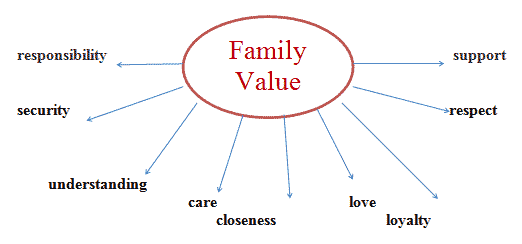 Family
Value
responsibility
support
security
respect
understanding
care
love
closeness
loyalty